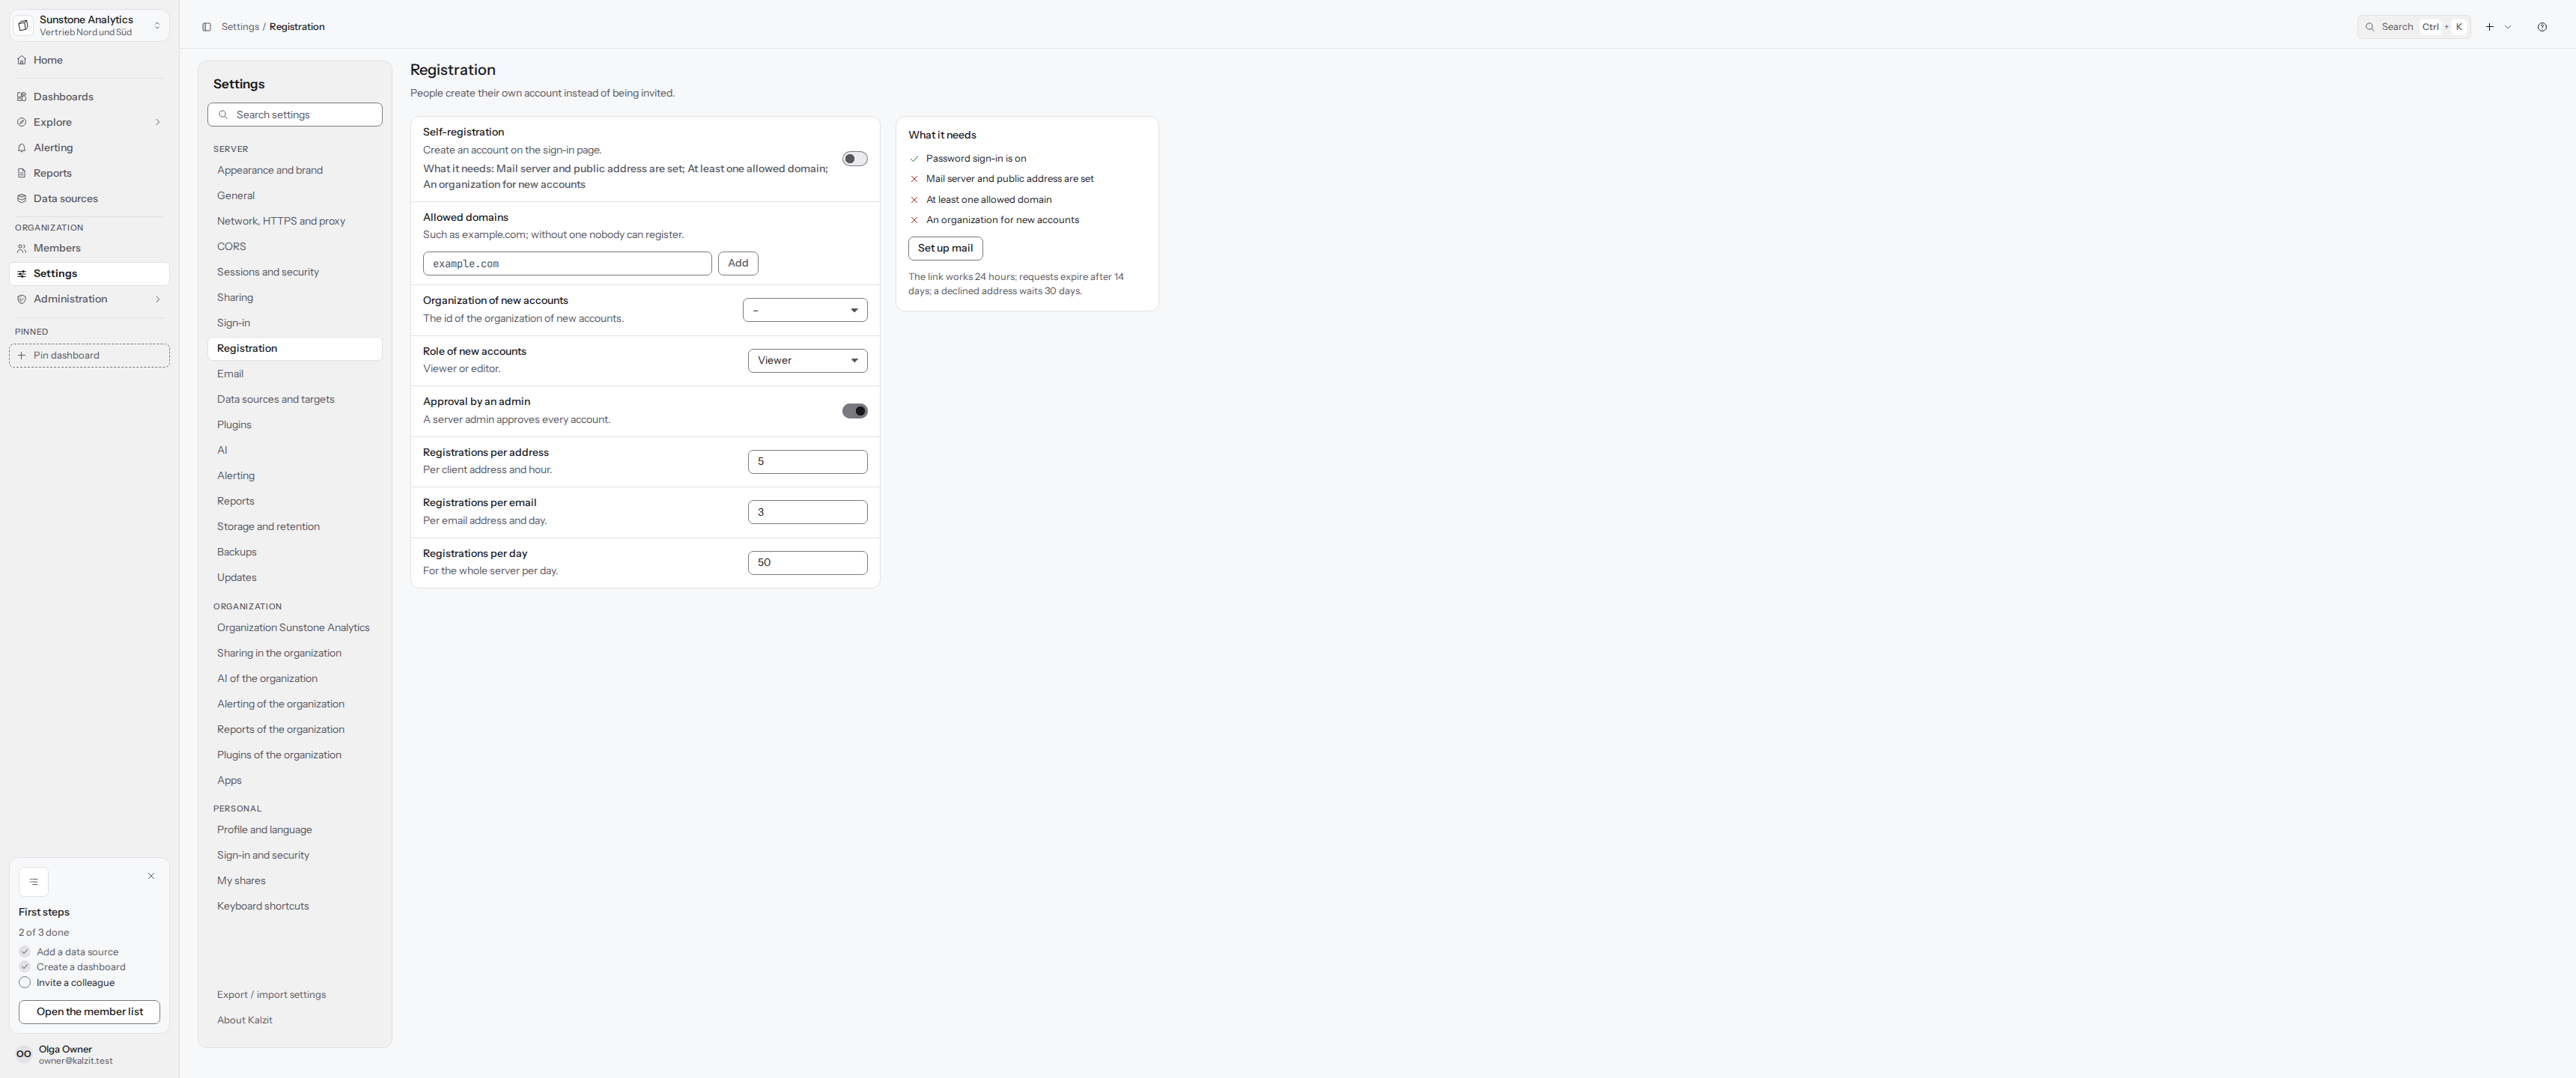 Sunstone Analytics
Vertrieb Nord und Süd
Home
Dashboards
Explore
Alerting
Reports
Data sources
ORGANIZATION
Members
Settings
Administration
PINNED
Pin dashboard
First steps
2 of 3 done
Add a data source
Create a dashboard
Invite a colleague
Open the member list
OO
Olga Owner
owner@kalzit.test
Settings / Registration
Search Ctrl + K
Settings
Search settings
SERVER
Appearance and brand
General
Network, HTTPS and proxy
CORS
Sessions and security
Sharing
Sign-in
Registration
Email
Data sources and targets
Plugins
AI
Alerting
Reports
Storage and retention
Backups
Updates
ORGANIZATION
Organization Sunstone Analytics
Sharing in the organization
AI of the organization
Alerting of the organization
Reports of the organization
Plugins of the organization
Apps
PERSONAL
Profile and language
Sign-in and security
My shares
Keyboard shortcuts
Export / import settings
About Kalzit
Registration
People create their own account instead of being invited.
Self-registration
Create an account on the sign-in page.
What it needs: Mail server and public address are set; At least one allowed domain;
An organization for new accounts
Allowed domains
Such as example.com; without one nobody can register.
example.com
Add
Organization of new accounts
The id of the organization of new accounts.
–
Role of new accounts
Viewer or editor.
Viewer
Approval by an admin
A server admin approves every account.
Registrations per address
Per client address and hour.
5
Registrations per email
Per email address and day.
3
Registrations per day
For the whole server per day.
50
What it needs
Password sign-in is on
Mail server and public address are set
At least one allowed domain
An organization for new accounts
Set up mail
The link works 24 hours; requests expire after 14
days; a declined address waits 30 days.